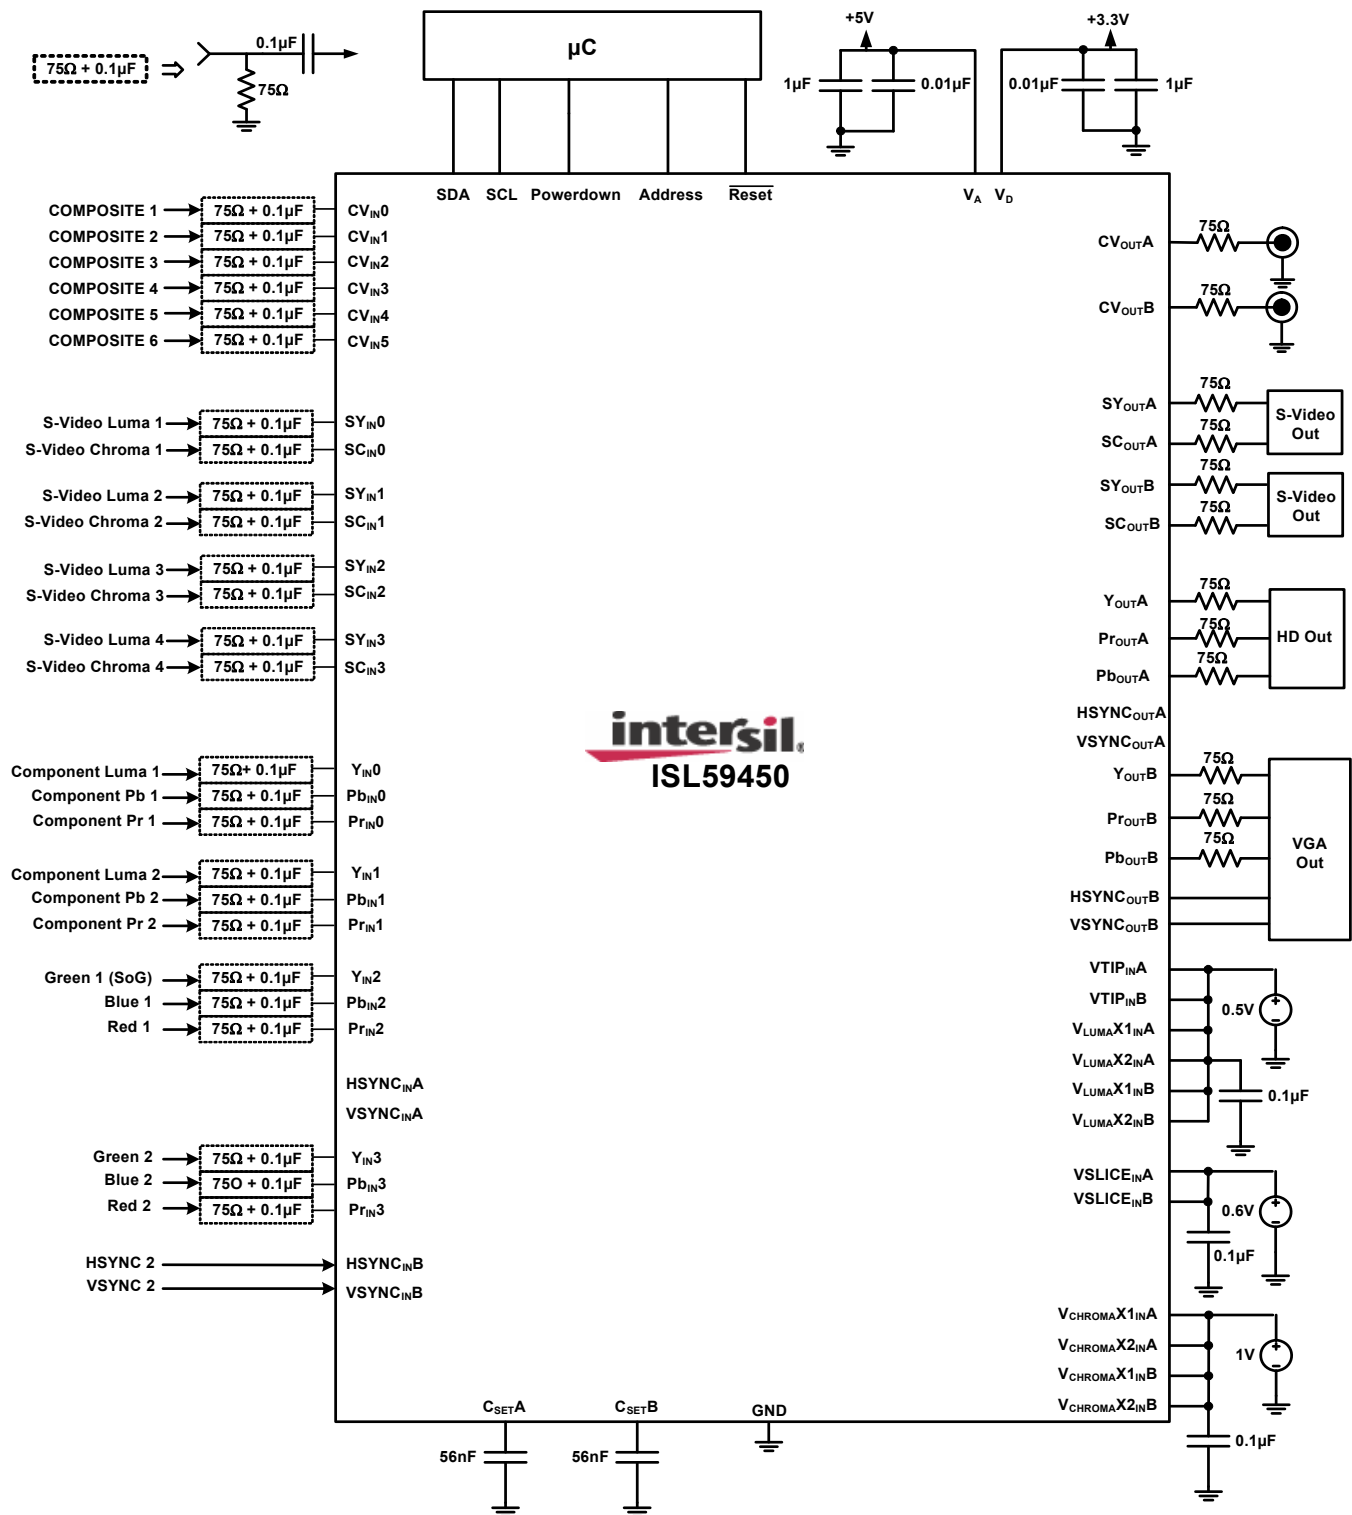 75Ω + 0.1µF
0.1µF
75Ω
µC
+5V
1µF
0.01µF
+3.3V
0.01µF
1µF
SDA
SCL
Powerdown
Address
Reset
VA
VD
COMPOSITE 1
75Ω + 0.1µF
CVIN0
COMPOSITE 2
75Ω + 0.1µF
CVIN1
COMPOSITE 3
75Ω + 0.1µF
CVIN2
COMPOSITE 4
75Ω + 0.1µF
CVIN3
COMPOSITE 5
75Ω + 0.1µF
CVIN4
COMPOSITE 6
75Ω + 0.1µF
CVIN5
S-Video Luma 1
75Ω + 0.1µF
SYIN0
S-Video Chroma 1
75Ω + 0.1µF
SCIN0
S-Video Luma 2
75Ω + 0.1µF
SYIN1
S-Video Chroma 2
75Ω + 0.1µF
SCIN1
S-Video Luma 3
75Ω + 0.1µF
SYIN2
S-Video Chroma 3
75Ω + 0.1µF
SCIN2
S-Video Luma 4
75Ω + 0.1µF
SYIN3
S-Video Chroma 4
75Ω + 0.1µF
SCIN3
Component Luma 1
75Ω+ 0.1µF
YIN0
Component Pb 1
75Ω + 0.1µF
PbIN0
Component Pr 1
75Ω + 0.1µF
PrIN0
Component Luma 2
75Ω + 0.1µF
YIN1
Component Pb 2
75Ω + 0.1µF
PbIN1
Component Pr 2
75Ω + 0.1µF
PrIN1
Green 1 (SoG)
75Ω + 0.1µF
YIN2
Blue 1
75Ω + 0.1µF
PbIN2
Red 1
75Ω + 0.1µF
PrIN2
HSYNCINA
VSYNCINA
Green 2
75Ω + 0.1µF
YIN3
Blue 2
75O + 0.1µF
PbIN3
Red 2
75Ω + 0.1µF
PrIN3
HSYNC 2
HSYNCINB
VSYNC 2
VSYNCINB
intersil®
ISL59450
CVOUTA
75Ω
CVOUTB
75Ω
SYOUTA
75Ω
SCOUTA
75Ω
S-Video
Out
SYOUTB
75Ω
SCOUTB
75Ω
S-Video
Out
YOUTA
75Ω
PrOUTA
75Ω
PbOUTA
75Ω
HD Out
HSYNCOUTA
VSYNCOUTA
YOUTB
75Ω
PrOUTB
75Ω
PbOUTB
75Ω
HSYNCOUTB
VSYNCOUTB
VGA
Out
VTIPINA
VTIPINB
VLUMAX1INA
VLUMAX2INA
VLUMAX1INB
VLUMAX2INB
0.5V
0.1µF
VSLICEINA
VSLICEINB
0.6V
0.1µF
VCHROMAX1INA
VCHROMAX2INA
VCHROMAX1INB
VCHROMAX2INB
1V
0.1µF
CSETA
56nF
CSETB
56nF
GND